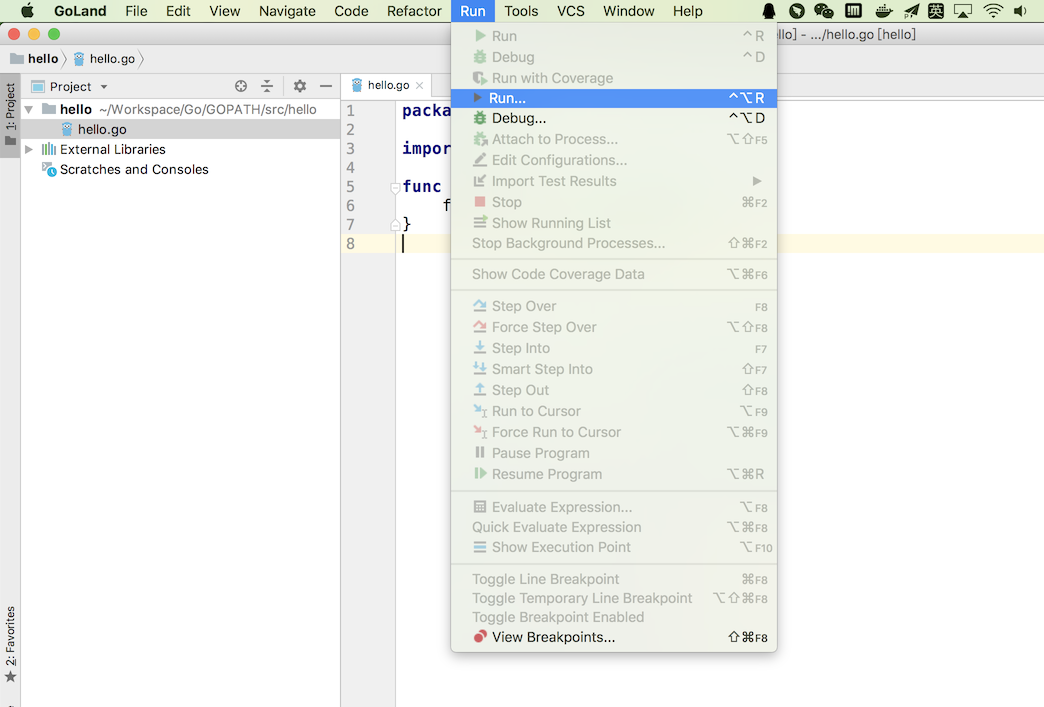 GoLand File Edit View Navigate Code Refactor Run Tools VCS Window Help 英
llo] - .../hello.go [hello]
hello hello.go
1: Project
Project
hello.go
hello ~/Workspace/Go/GOPATH/src/hello
hello.go
External Libraries
Scratches and Consoles
2: Favorites
1 packa
2
3 impor
4
5 func
6 f
7 }
8
Run ⌃R
Debug ⌃D
Run with Coverage
Run... ⌃⌥R
Debug... ⌃⌥D
Attach to Process... ⌥⇧F5
Edit Configurations...
Import Test Results
Stop ⌘F2
Show Running List
Stop Background Processes... ⇧⌘F2
Show Code Coverage Data ⌥⌘F6
Step Over F8
Force Step Over ⌥⇧F8
Step Into F7
Smart Step Into ⇧F7
Step Out ⇧F8
Run to Cursor ⌥F9
Force Run to Cursor ⌥⌘F9
Pause Program
Resume Program ⌥⌘R
Evaluate Expression... ⌥F8
Quick Evaluate Expression ⌥⌘F8
Show Execution Point ⌥F10
Toggle Line Breakpoint ⌘F8
Toggle Temporary Line Breakpoint ⌥⇧⌘F8
Toggle Breakpoint Enabled
View Breakpoints... ⇧⌘F8